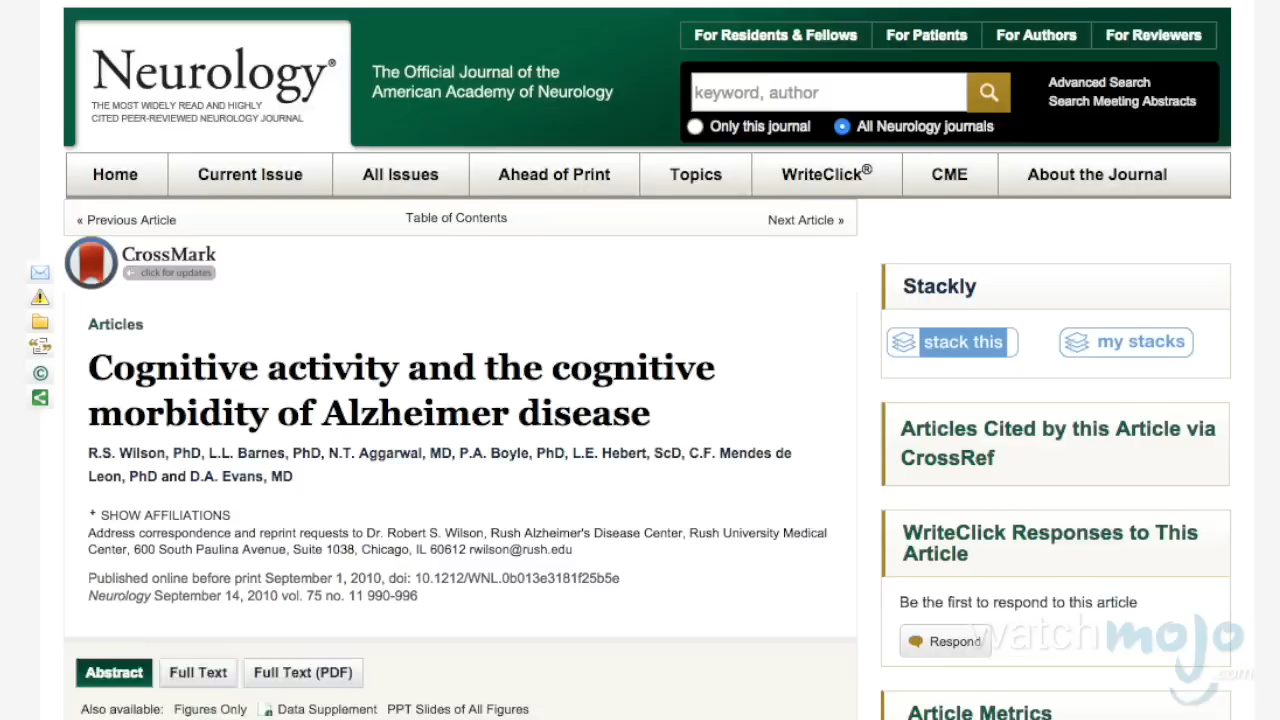 Neurology®
THE MOST WIDELY READ AND HIGHLY
CITED PEER-REVIEWED NEUROLOGY JOURNAL
The Official Journal of the
American Academy of Neurology
For Residents & Fellows
For Patients
For Authors
For Reviewers
keyword, author
Advanced Search
Search Meeting Abstracts
Only this journal
All Neurology journals
Home
Current Issue
All Issues
Ahead of Print
Topics
WriteClick®
CME
About the Journal
« Previous Article
Table of Contents
Next Article »
CrossMark
click for updates
Articles
Cognitive activity and the cognitive
morbidity of Alzheimer disease
R.S. Wilson, PhD, L.L. Barnes, PhD, N.T. Aggarwal, MD, P.A. Boyle, PhD, L.E. Hebert, ScD, C.F. Mendes de
Leon, PhD and D.A. Evans, MD
+ SHOW AFFILIATIONS
Address correspondence and reprint requests to Dr. Robert S. Wilson, Rush Alzheimer's Disease Center, Rush University Medical
Center, 600 South Paulina Avenue, Suite 1038, Chicago, IL 60612 rwilson@rush.edu
Published online before print September 1, 2010, doi: 10.1212/WNL.0b013e3181f25b5e
Neurology September 14, 2010 vol. 75 no. 11 990-996
Abstract
Full Text
Full Text (PDF)
Also available: Figures Only Data Supplement PPT Slides of All Figures
Stackly
stack this
my stacks
Articles Cited by this Article via
CrossRef
WriteClick Responses to This
Article
Be the first to respond to this article
Respond
watchmojo
.com
Article Metrics